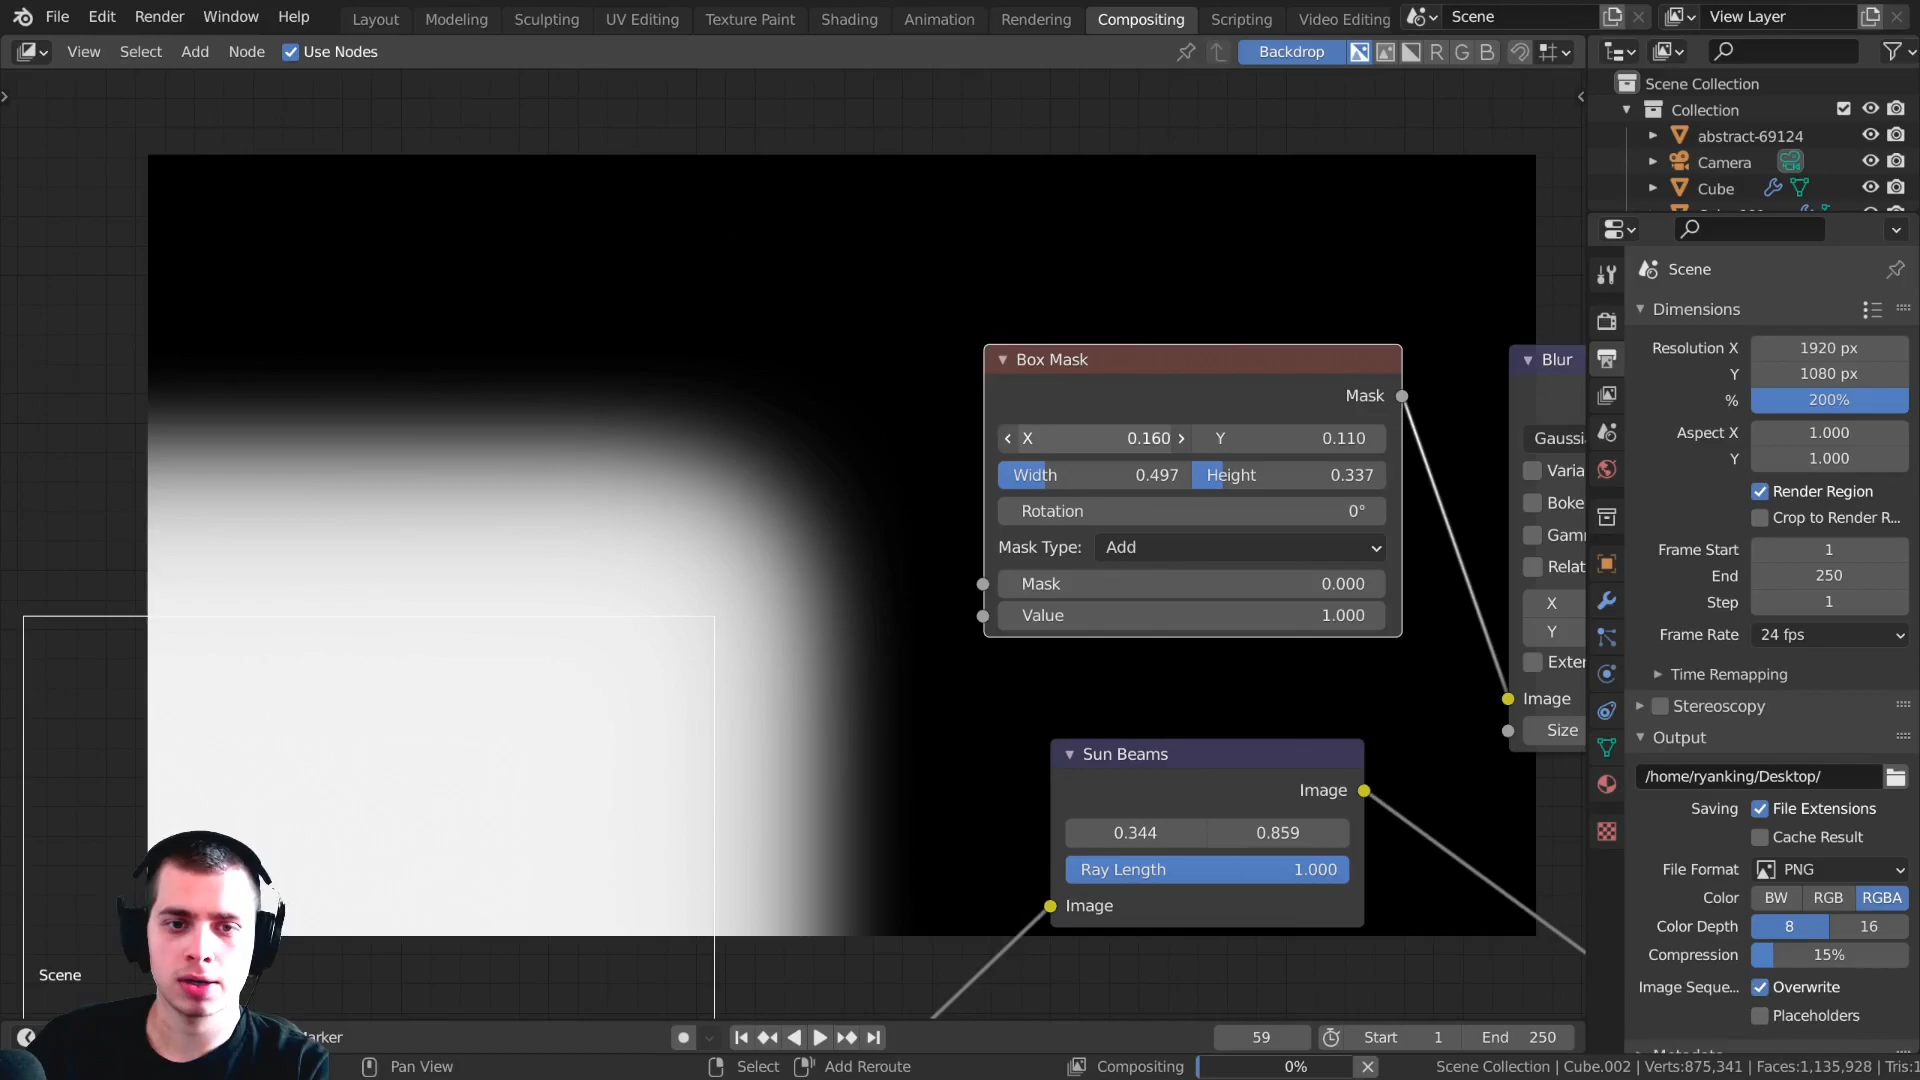 File Edit Render Window Help Layout Modeling Sculpting UV Editing Texture Paint Shading Animation Rendering Compositing Scripting Video Editing Scene View Layer
View Select Add Node Use Nodes Backdrop R G B
Scene Collection
Collection
abstract-69124
Camera
Cube
Scene
Dimensions
Resolution X 1920 px
Y 1080 px
% 200%
Aspect X 1.000
Y 1.000
Render Region
Crop to Render R...
Frame Start 1
End 250
Step 1
Frame Rate 24 fps
Time Remapping
Stereoscopy
Output
/home/ryanking/Desktop/
Saving File Extensions
Cache Result
File Format PNG
Color BW RGB RGBA
Color Depth 8 16
Compression 15%
Image Seque... Overwrite
Placeholders
Box Mask
Mask
X 0.160 Y 0.110
Width 0.497 Height 0.337
Rotation 0°
Mask Type: Add
Mask 0.000
Value 1.000
Blur
Gaussi
Varia
Boke
Gam
Relat
X
Y
Exter
Image
Size
Sun Beams
Image
0.344 0.859
Ray Length 1.000
Image
Scene
arker 59 Start 1 End 250
Pan View Select Add Reroute Compositing 0% Scene Collection | Cube.002 | Verts:875,341 | Faces:1,135,928 | Tris:1